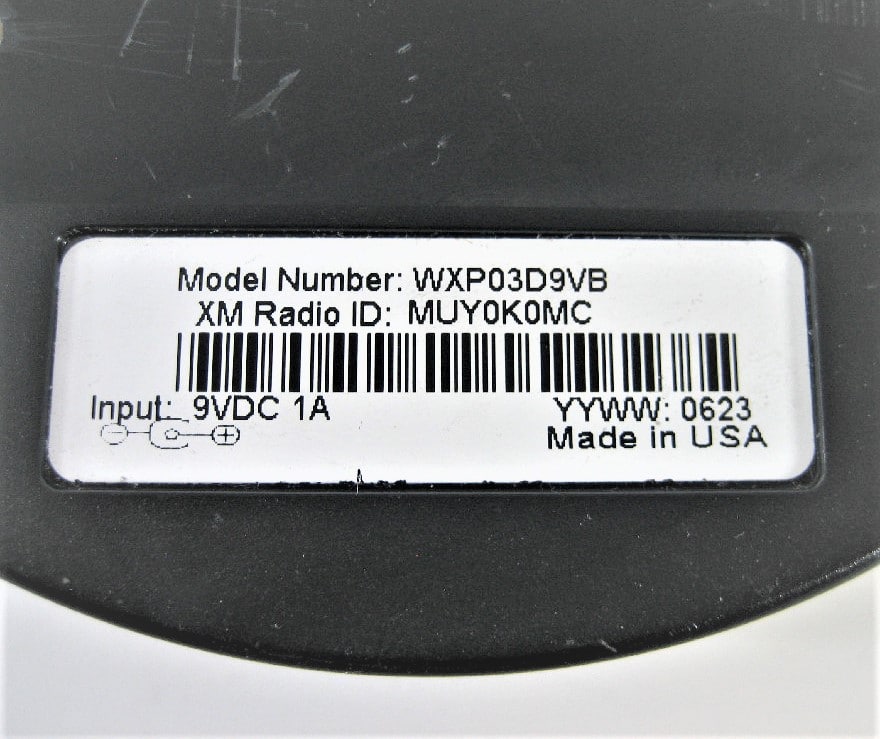 Model Number: WXP03D9VB
XM Radio ID: MUY0K0MC
Input: 9VDC 1A
YYWW: 0623
Made in USA